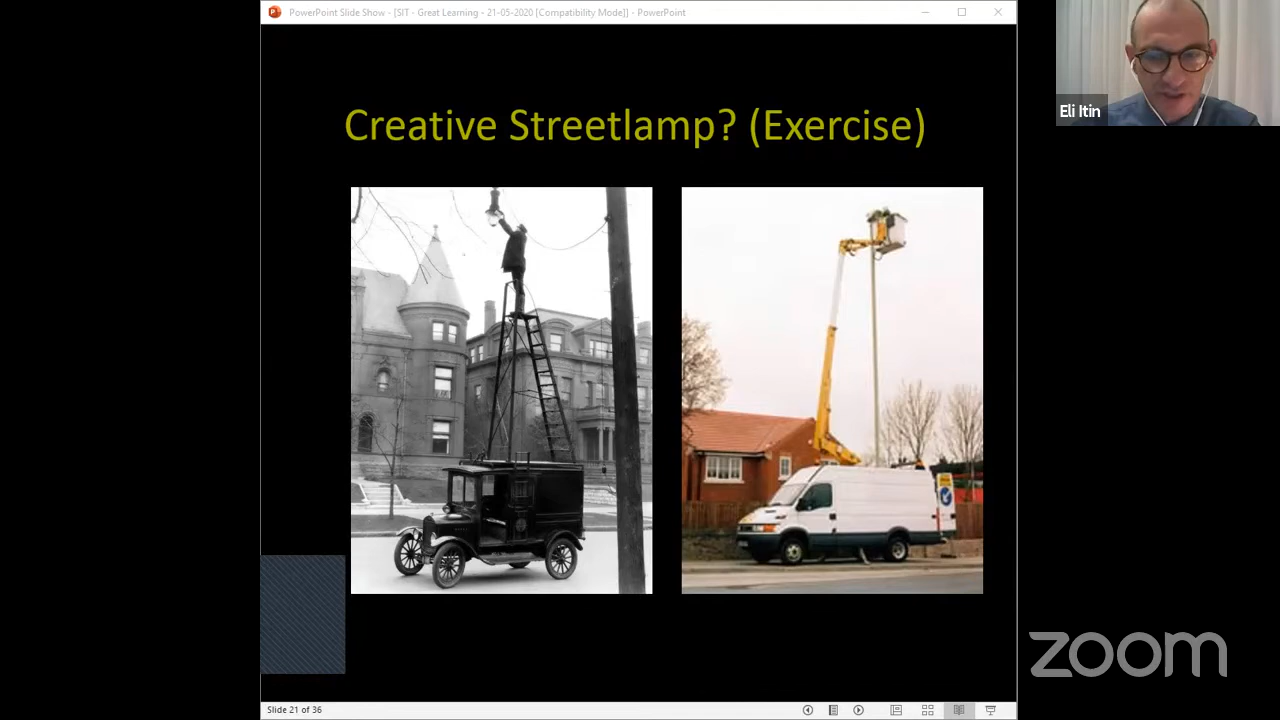 PowerPoint Slide Show - [SIT - Great Learning - 21-05-2020 [Compatibility Mode]] - PowerPoint
Eli Itin
Creative Streetlamp? (Exercise)
zoom
Slide 21 of 36